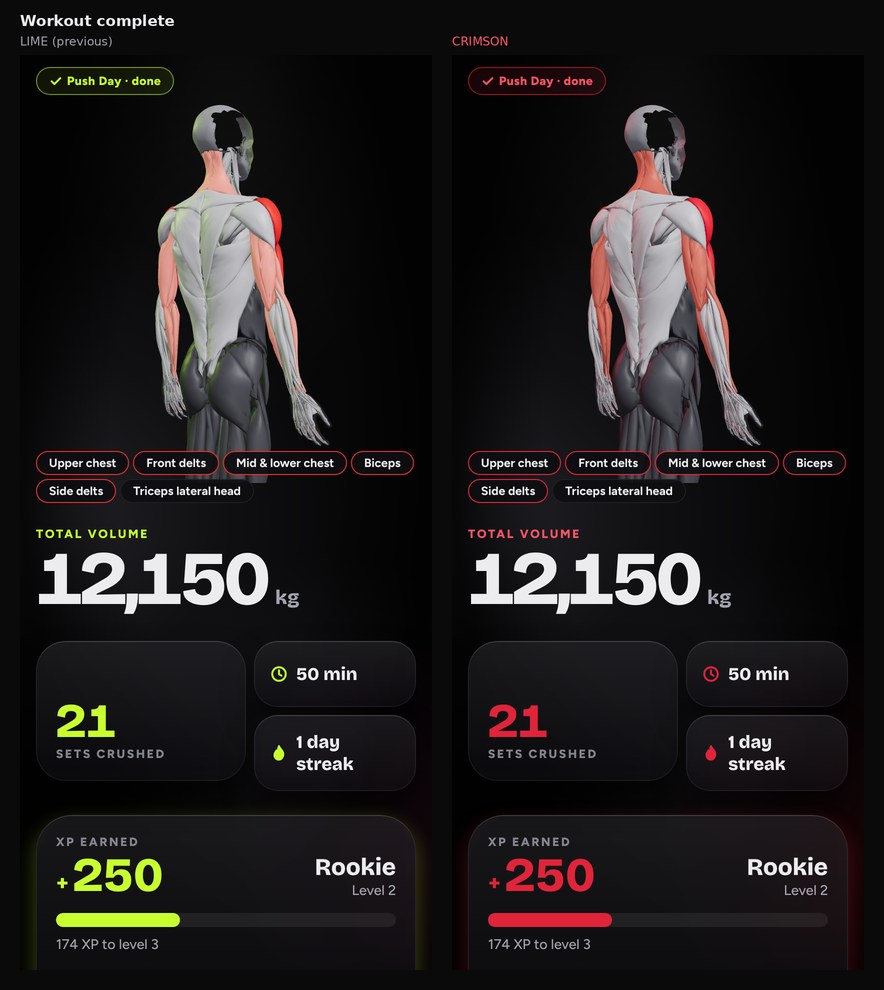 Workout complete
LIME (previous)
Push Day · done
Upper chest
Front delts
Mid & lower chest
Biceps
Side delts
Triceps lateral head
TOTAL VOLUME
12,150 kg
21
SETS CRUSHED
50 min
1 day
streak
XP EARNED
+250
Rookie
Level 2
174 XP to level 3
CRIMSON
Push Day · done
Upper chest
Front delts
Mid & lower chest
Biceps
Side delts
Triceps lateral head
TOTAL VOLUME
12,150 kg
21
SETS CRUSHED
50 min
1 day
streak
XP EARNED
+250
Rookie
Level 2
174 XP to level 3